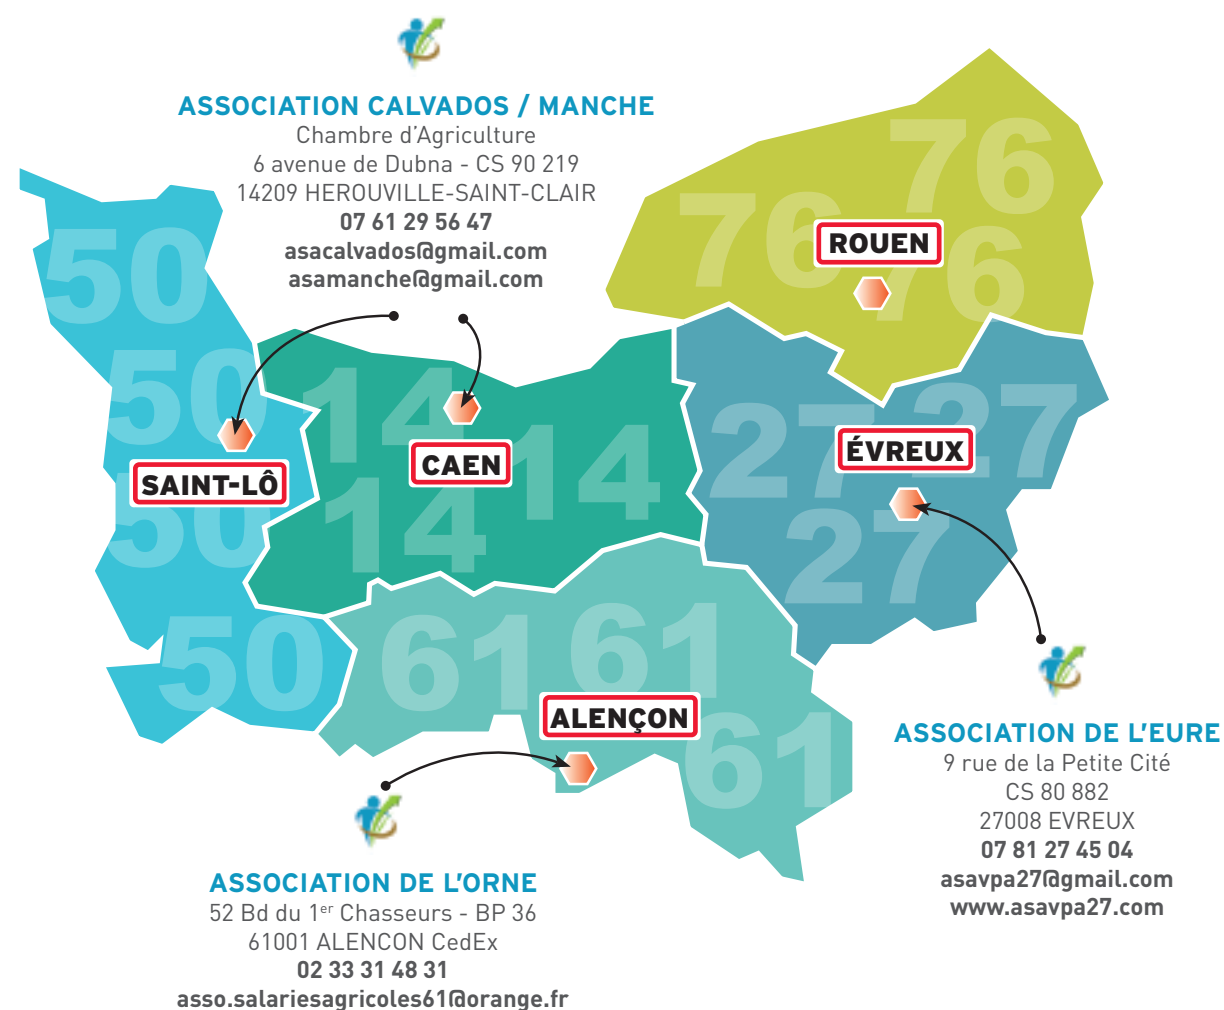 ASSOCIATION CALVADOS / MANCHE
Chambre d'Agriculture
6 avenue de Dubna - CS 90 219
14209 HEROUVILLE-SAINT-CLAIR
07 61 29 56 47
asacalvados@gmail.com
asamanche@gmail.com
76
76
76
ROUEN
50
50
50
50
SAINT-LÔ
14
14
14
CAEN
27
27
27
ÉVREUX
61
61
61
ALENÇON
ASSOCIATION DE L'EURE
9 rue de la Petite Cité
CS 80 882
27008 EVREUX
07 81 27 45 04
asavpa27@gmail.com
www.asavpa27.com
ASSOCIATION DE L'ORNE
52 Bd du 1er Chasseurs - BP 36
61001 ALENCON CedEx
02 33 31 48 31
asso.salariesagricoles61@orange.fr